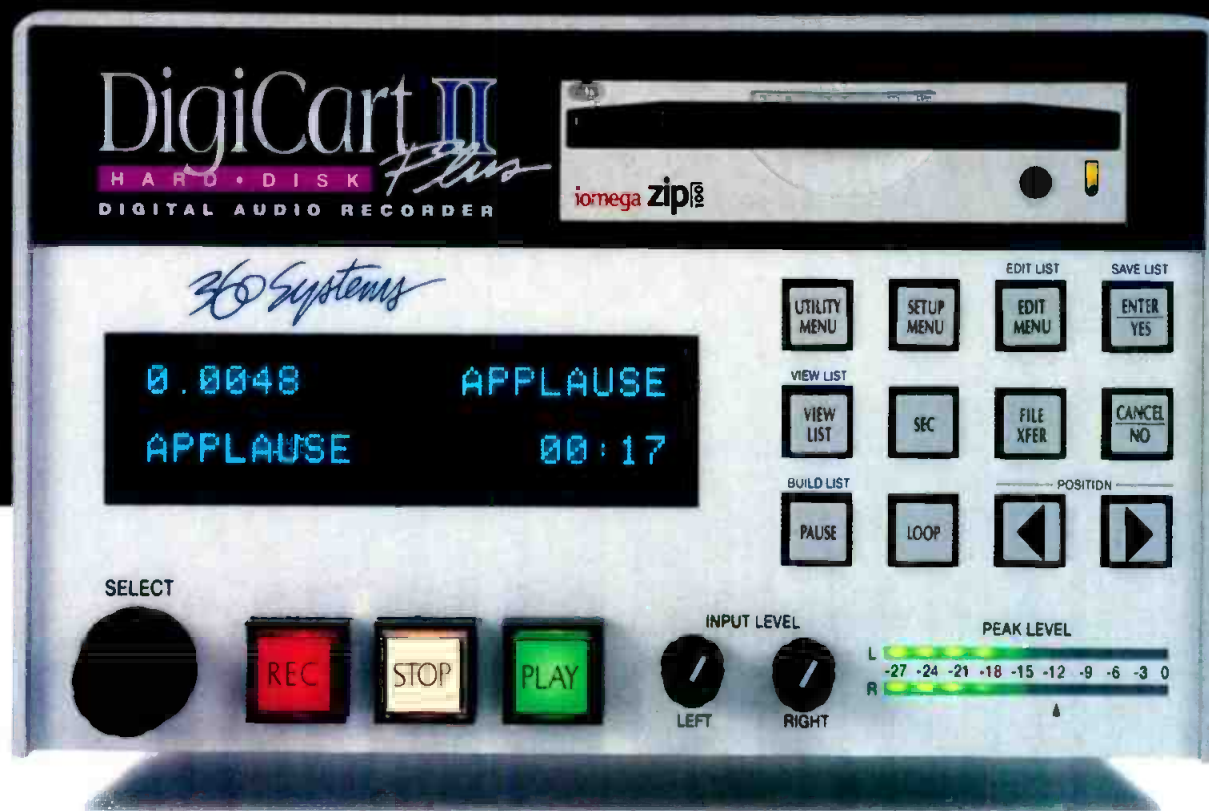 DigiCart II
Plus
HARD•DISK
DIGITAL AUDIO RECORDER
iomega zip 100
360 Systems
0.0048 APPLAUSE
APPLAUSE 00:17
EDIT LIST SAVE LIST
UTILITY MENU
SETUP MENU
EDIT MENU
ENTER YES
VIEW LIST
VIEW LIST
SEC
FILE XFER
CANCEL NO
BUILD LIST
POSITION
PAUSE
LOOP
SELECT
REC
STOP
PLAY
INPUT LEVEL
LEFT
RIGHT
PEAK LEVEL
L
-27 -24 -21 -18 -15 -12 -9 -6 -3 0
R